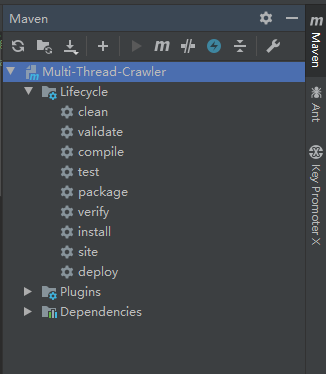 Maven
Multi-Thread-Crawler
Lifecycle
clean
validate
compile
test
package
verify
install
site
deploy
Plugins
Dependencies
m Maven
Ant
Key Promoter X